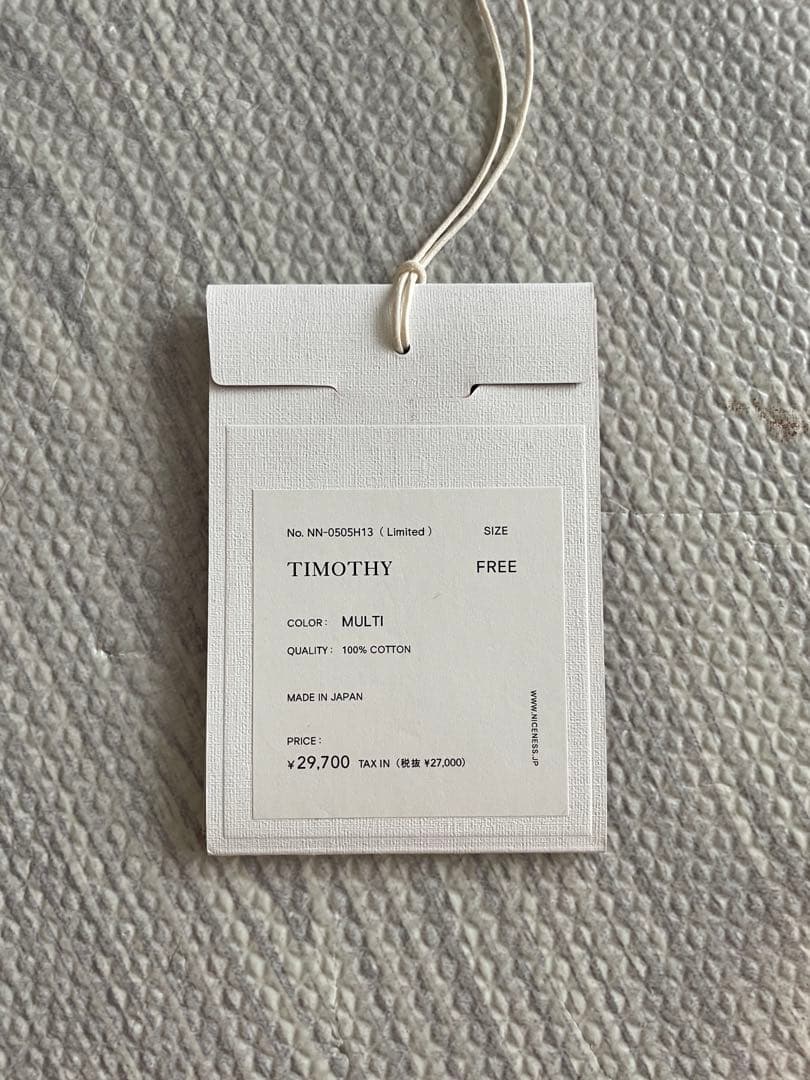 No. NN-0505H13 ( Limited ) SIZE
TIMOTHY FREE
COLOR : MULTI
QUALITY : 100% COTTON
MADE IN JAPAN
PRICE :
¥29,700 TAX IN (税抜 ¥27,000)
WWW.NICENESS.JP